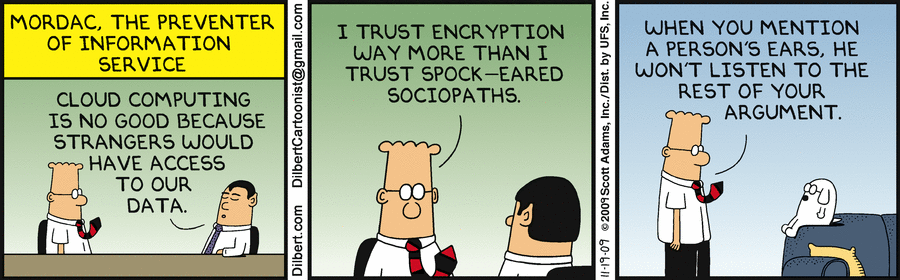 MORDAC, THE PREVENTER
OF INFORMATION
SERVICE
CLOUD COMPUTING
IS NO GOOD BECAUSE
STRANGERS WOULD
HAVE ACCESS
TO OUR
DATA.
Dilbert.com DilbertCartoonist@gmail.com
I TRUST ENCRYPTION
WAY MORE THAN I
TRUST SPOCK—EARED
SOCIOPATHS.
11-19-09 ©2009 Scott Adams, Inc./Dist. by UFS, Inc.
WHEN YOU MENTION
A PERSON'S EARS, HE
WON'T LISTEN TO THE
REST OF YOUR
ARGUMENT.